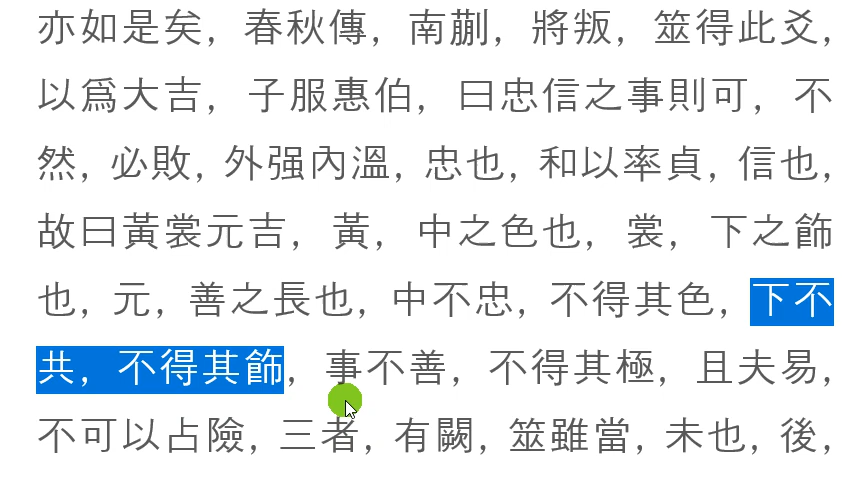 亦如是矣, 春秋傳, 南蒯, 將叛, 筮得此爻,
以爲大吉, 子服惠伯, 曰忠信之事則可, 不
然, 必敗, 外强內溫, 忠也, 和以率貞, 信也,
故曰黃裳元吉, 黃, 中之色也, 裳, 下之飾
也, 元, 善之長也, 中不忠, 不得其色, 下不
共, 不得其飾, 事不善, 不得其極, 且夫易,
不可以占險, 三者, 有闕, 筮雖當, 未也, 後,